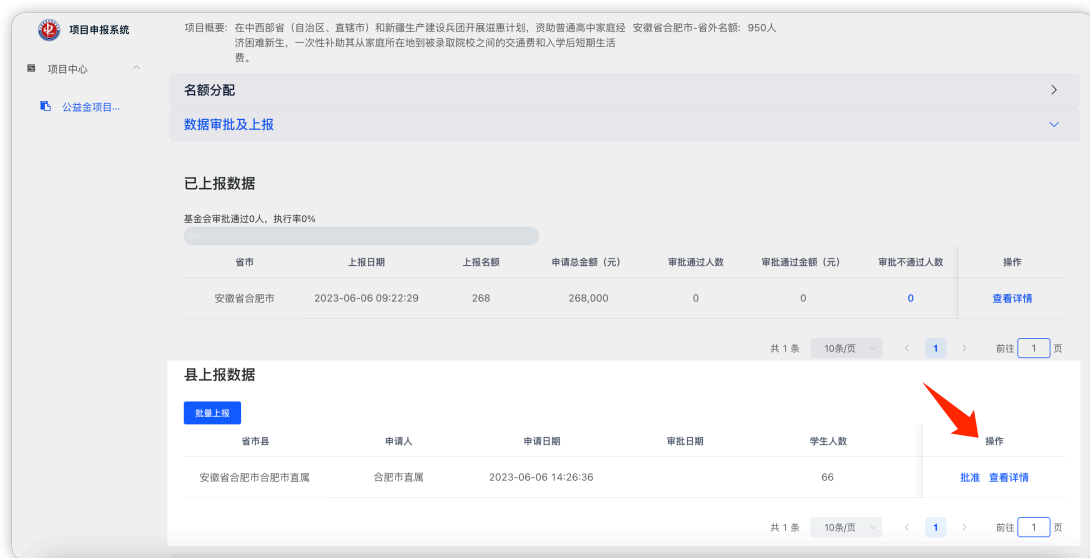 项目申报系统
项目中心
公益金项目...
项目概要: 在中西部省（自治区、直辖市）和新疆生产建设兵团开展滋惠计划，资助普通高中家庭经 安徽省合肥市-省外名额: 950人
济困难新生，一次性补助其从家庭所在地到被录取院校之间的交通费和入学后短期生活
费。
名额分配
数据审批及上报
已上报数据
基金会审批通过0人，执行率0%
0%
省市 上报日期 上报名额 申请总金额（元） 审批通过人数 审批通过金额（元） 审批不通过人数 操作
安徽省合肥市 2023-06-06 09:22:29 268 268,000 0 0 0 查看详情
共 1 条 10条/页 1 前往 1 页
县上报数据
批量上报
省市县 申请人 申请日期 审批日期 学生人数 操作
安徽省合肥市合肥市直属 合肥市直属 2023-06-06 14:26:36 66 批准 查看详情
共 1 条 10条/页 1 前往 1 页